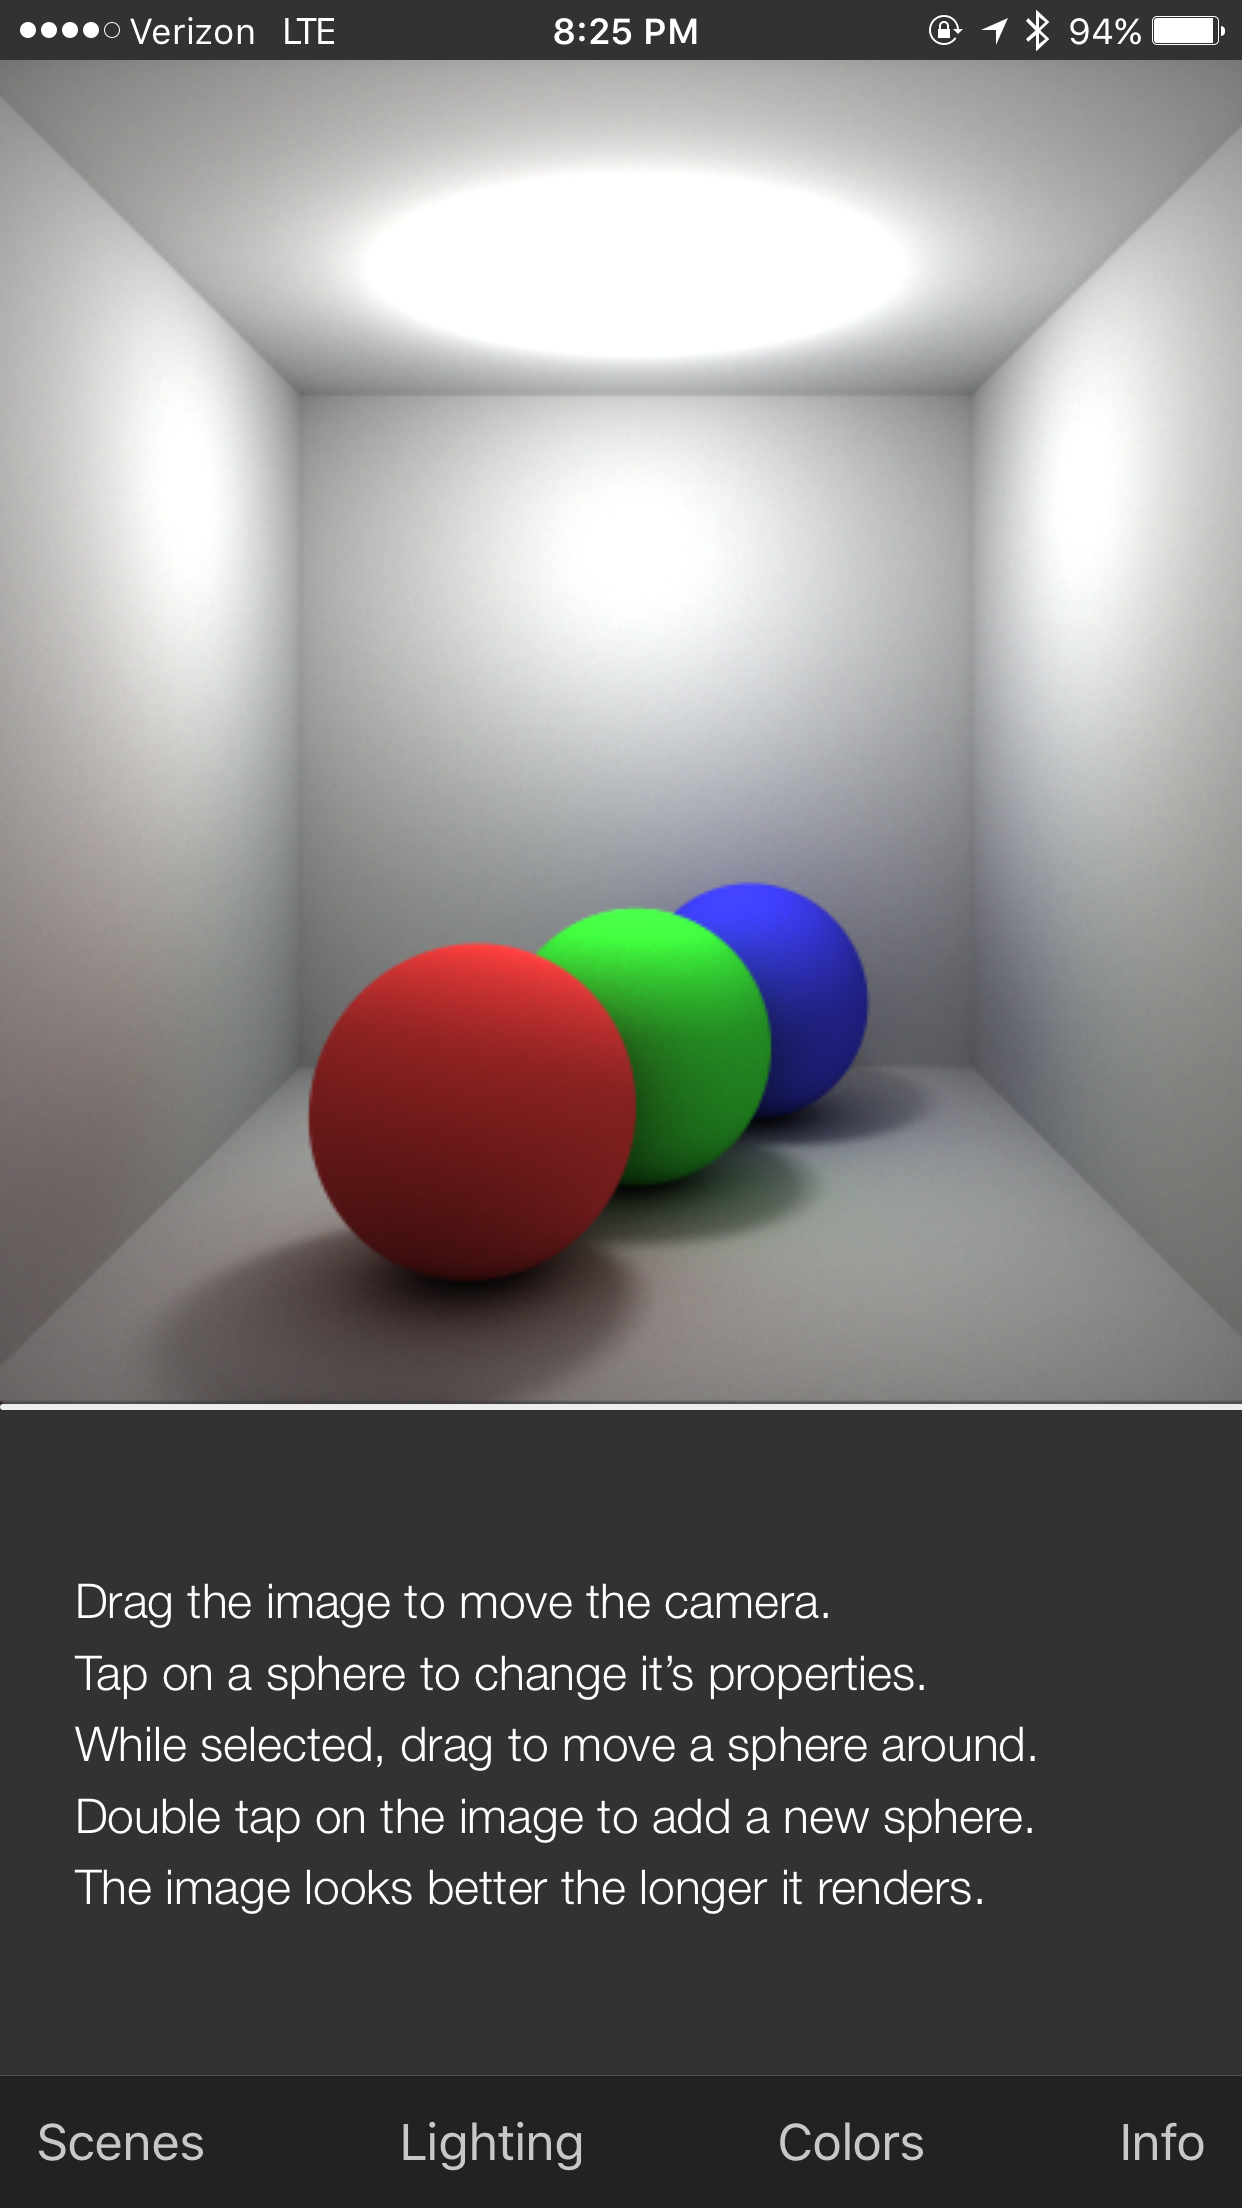 Verizon LTE 8:25 PM 94%
Drag the image to move the camera.
Tap on a sphere to change it’s properties.
While selected, drag to move a sphere around.
Double tap on the image to add a new sphere.
The image looks better the longer it renders.
Scenes Lighting Colors Info